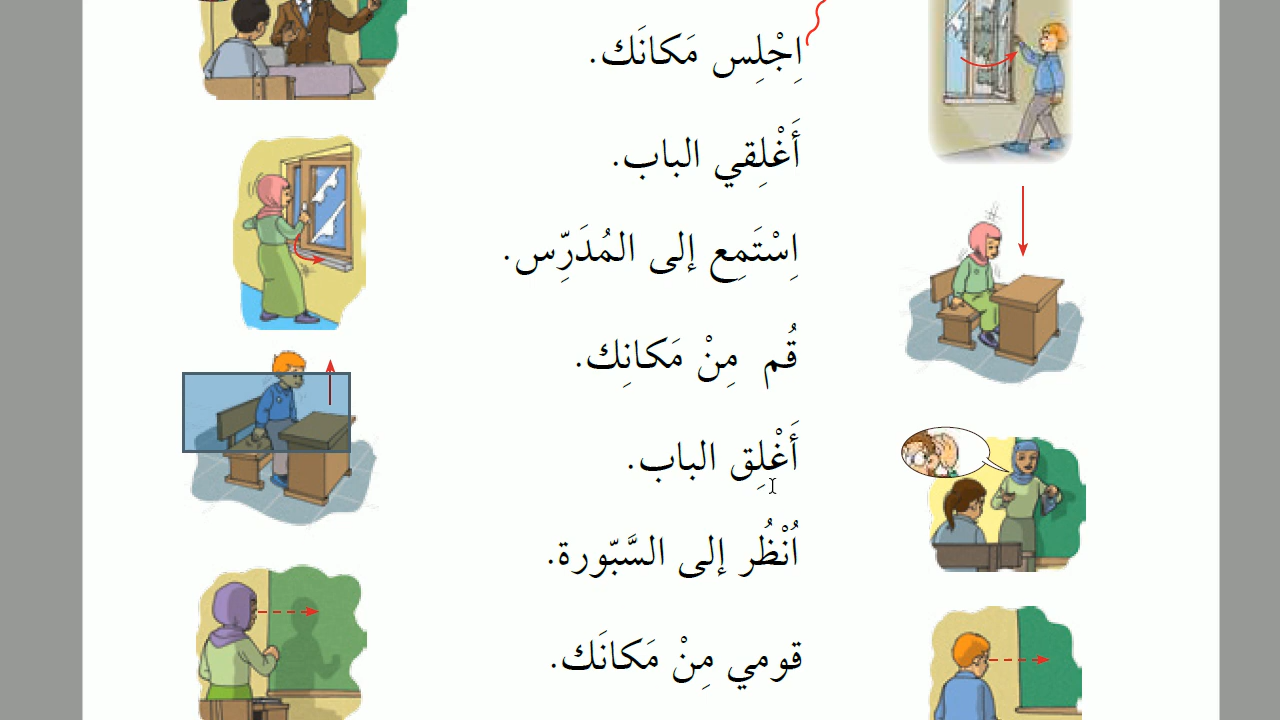 اِجْلِس مَكانَك.
أَغْلِقي الباب.
اِسْتَمِع إلى المُدَرِّس.
قُم مِنْ مَكانِك.
أَغْلِق الباب.
اُنْظُر إلى السَّبّورة.
قومي مِنْ مَكانَك.